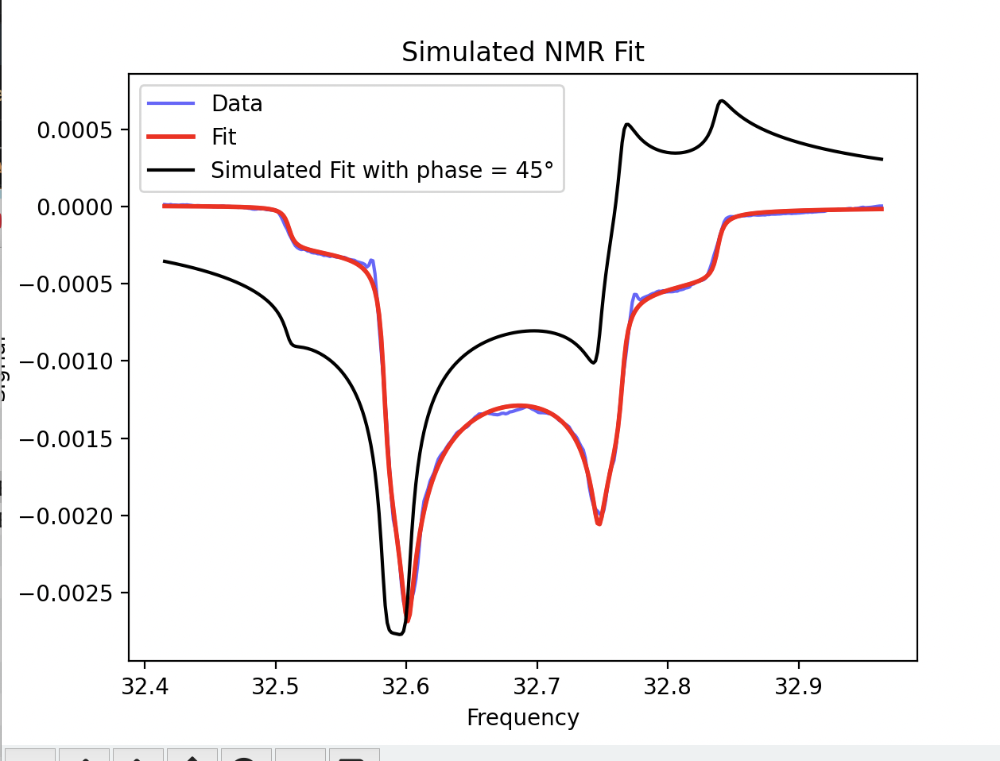 Simulated NMR Fit
Data
Fit
Simulated Fit with phase = 45°
0.0005
0.0000
−0.0005
−0.0010
−0.0015
−0.0020
−0.0025
32.4
32.5
32.6
32.7
32.8
32.9
Frequency